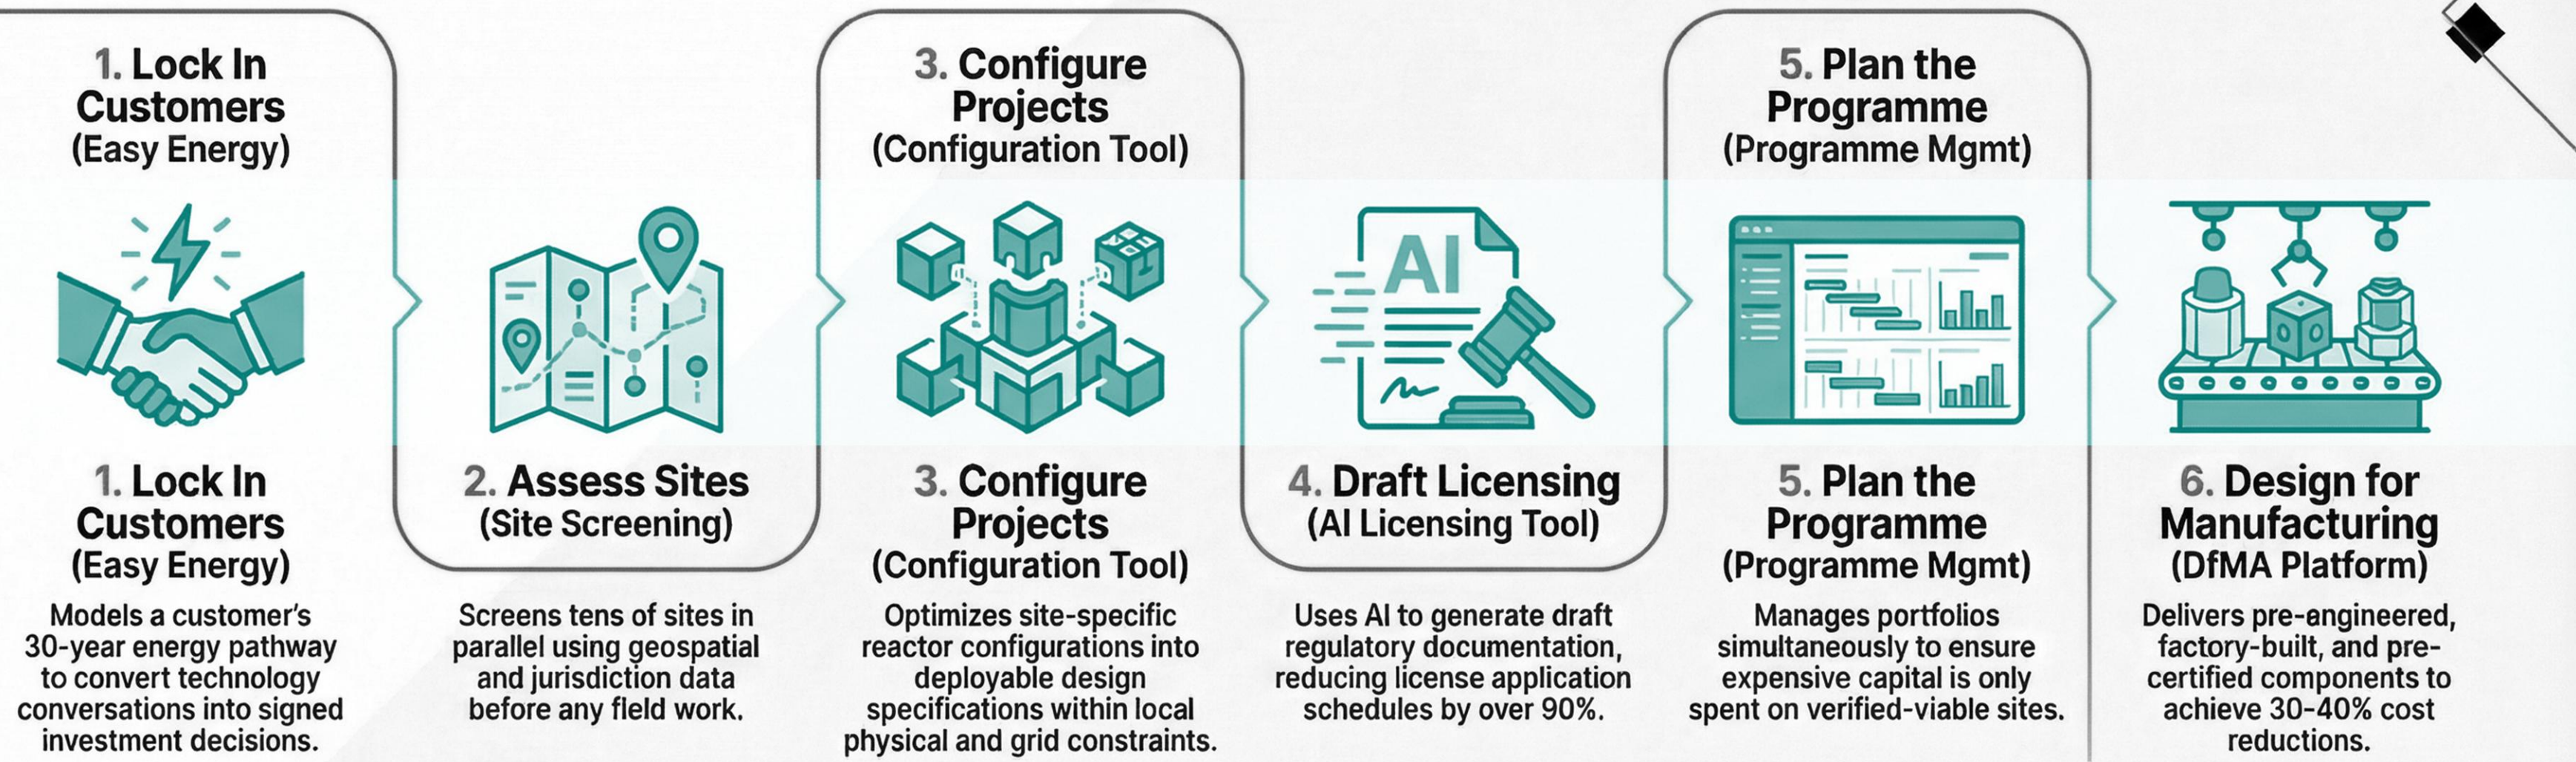 1. Lock In
Customers
(Easy Energy)
3. Configure
Projects
(Configuration Tool)
5. Plan the
Programme
(Programme Mgmt)
AI
1. Lock In
Customers
(Easy Energy)
Models a customer's
30-year energy pathway
to convert technology
conversations into signed
investment decisions.
2. Assess Sites
(Site Screening)
Screens tens of sites in
parallel using geospatial
and jurisdiction data
before any field work.
3. Configure
Projects
(Configuration Tool)
Optimizes site-specific
reactor configurations into
deployable design
specifications within local
physical and grid constraints.
4. Draft Licensing
(AI Licensing Tool)
Uses AI to generate draft
regulatory documentation,
reducing license application
schedules by over 90%.
5. Plan the
Programme
(Programme Mgmt)
Manages portfolios
simultaneously to ensure
expensive capital is only
spent on verified-viable sites.
6. Design for
Manufacturing
(DfMA Platform)
Delivers pre-engineered,
factory-built, and pre-
certified components to
achieve 30-40% cost
reductions.